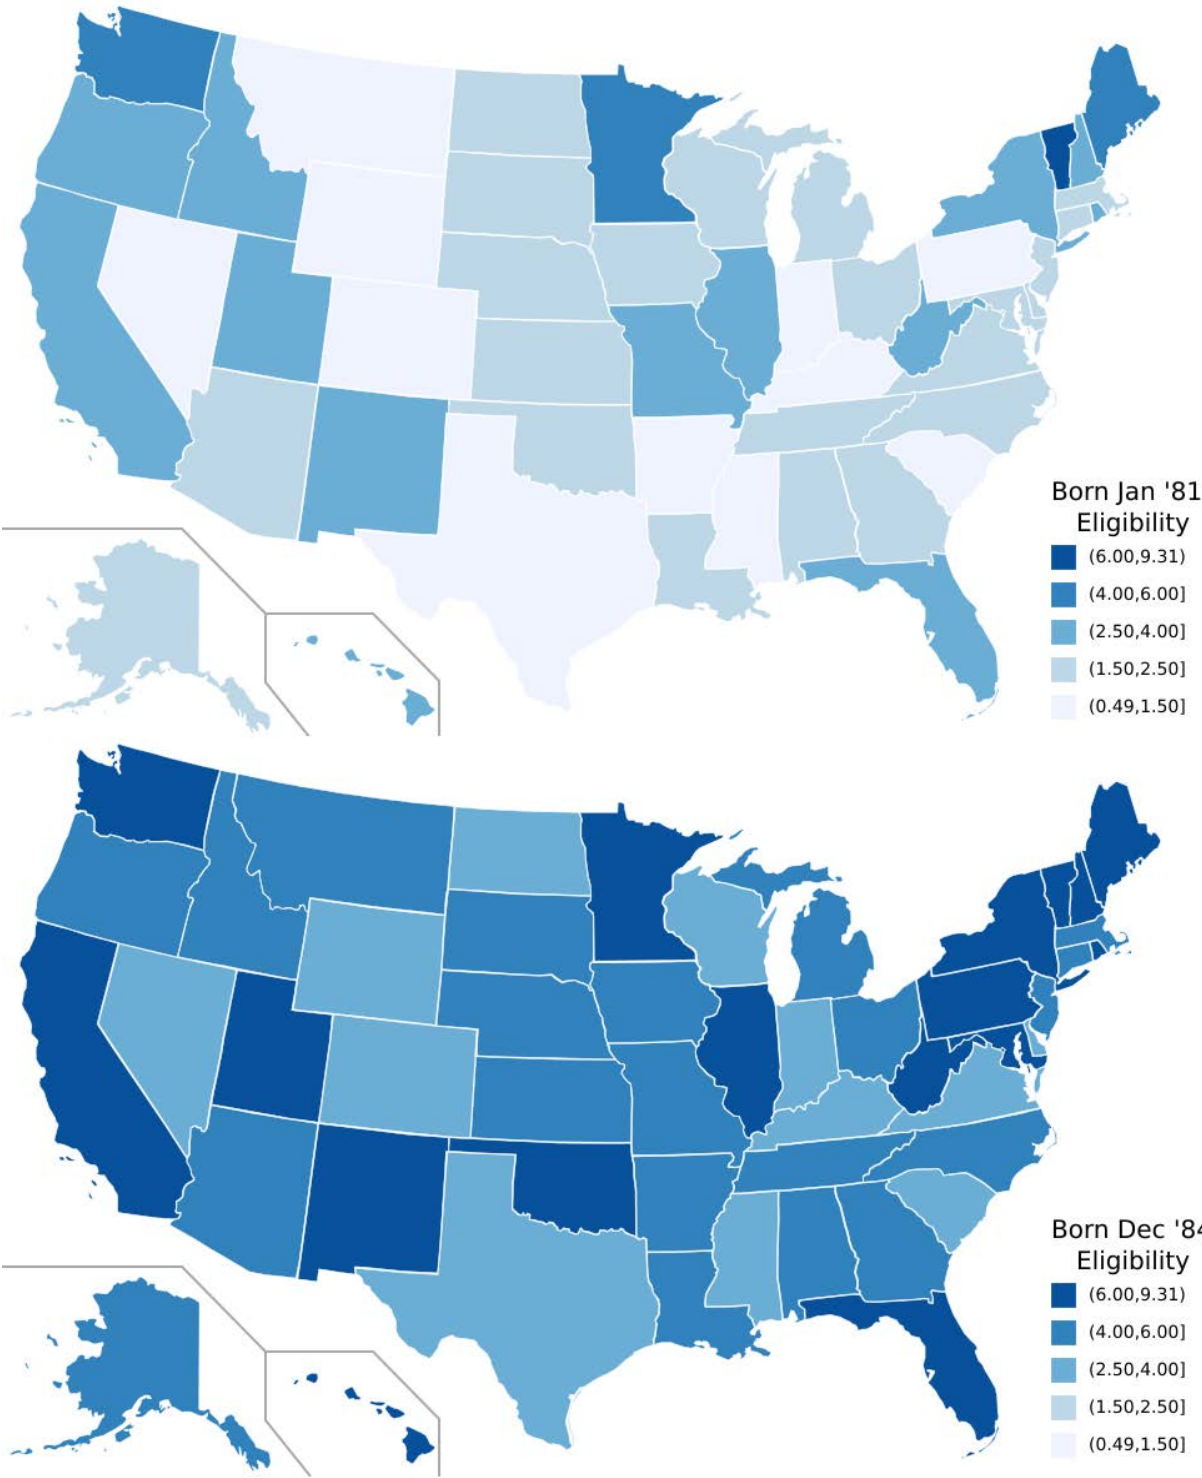 Born Jan '81
Eligibility
(6.00,9.31)
(4.00,6.00]
(2.50,4.00]
(1.50,2.50]
(0.49,1.50]
Born Dec '84
Eligibility
(6.00,9.31)
(4.00,6.00]
(2.50,4.00]
(1.50,2.50]
(0.49,1.50]